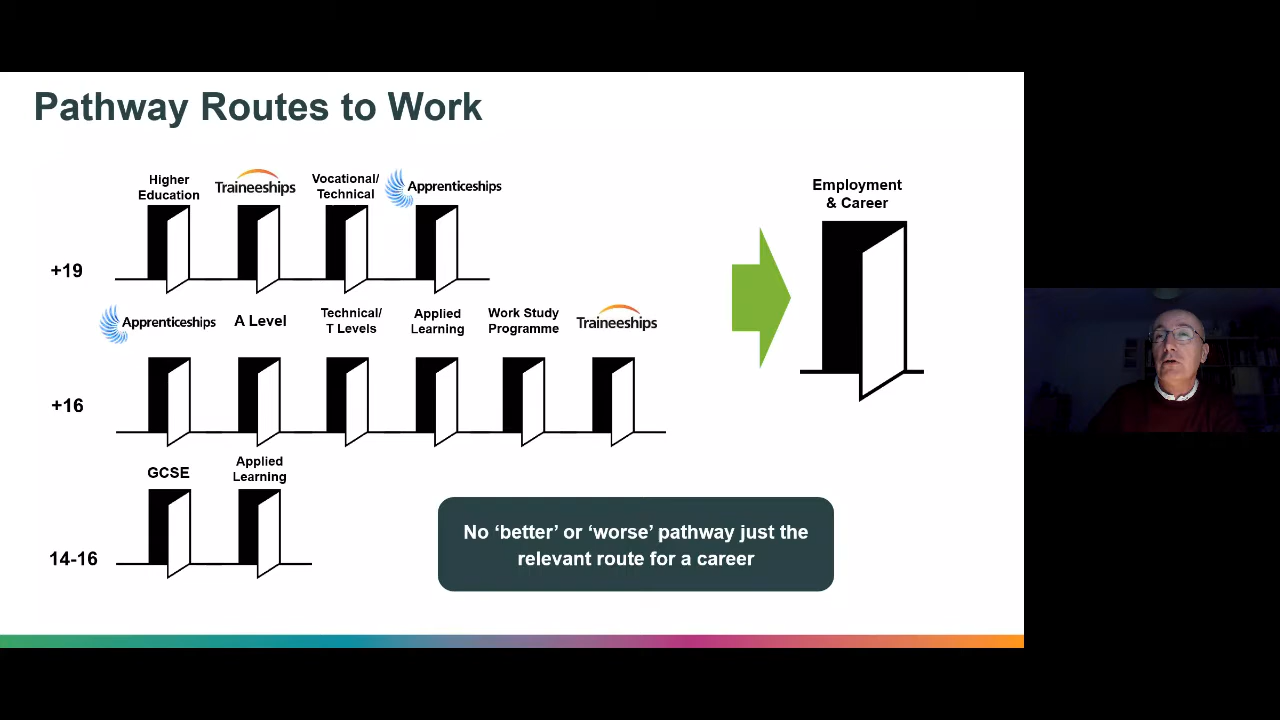 Pathway Routes to Work
Higher
Education
Traineeships
Vocational/
Technical
Apprenticeships
+19
Employment
& Career
Apprenticeships
A Level
Technical/
T Levels
Applied
Learning
Work Study
Programme
Traineeships
+16
GCSE
Applied
Learning
14-16
No ‘better’ or ‘worse’ pathway just the
relevant route for a career